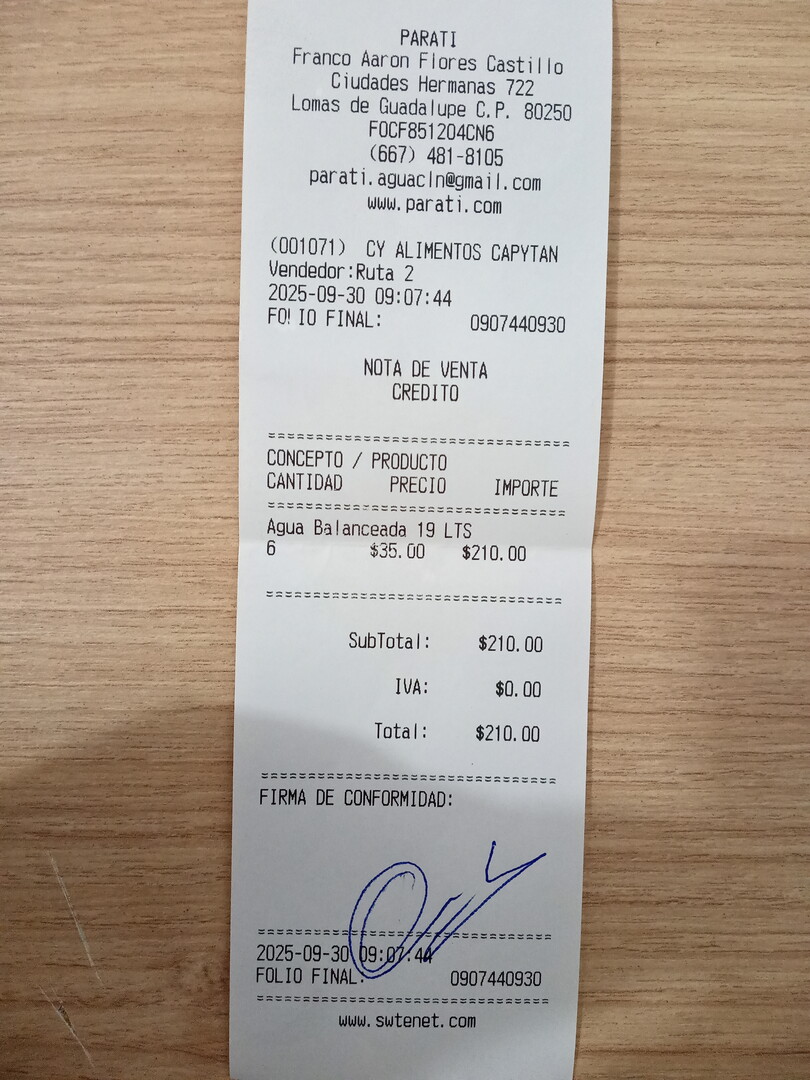 PARATI
Franco Aaron Flores Castillo
Ciudades Hermanas 722
Lomas de Guadalupe C.P. 80250
FOCF851204CN6
(667) 481-8105
parati.aguacln@gmail.com
www.parati.com
(001071) CY ALIMENTOS CAPYTAN
Vendedor:Ruta 2
2025-09-30 09:07:44
FOLIO FINAL: 0907440930
NOTA DE VENTA
CREDITO
================================
CONCEPTO / PRODUCTO
CANTIDAD PRECIO IMPORTE
================================
Agua Balanceada 19 LTS
6 $35.00 $210.00
================================
SubTotal: $210.00
IVA: $0.00
Total: $210.00
================================
FIRMA DE CONFORMIDAD:
================================
2025-09-30 09:07:44
FOLIO FINAL: 0907440930
================================
www.swtenet.com